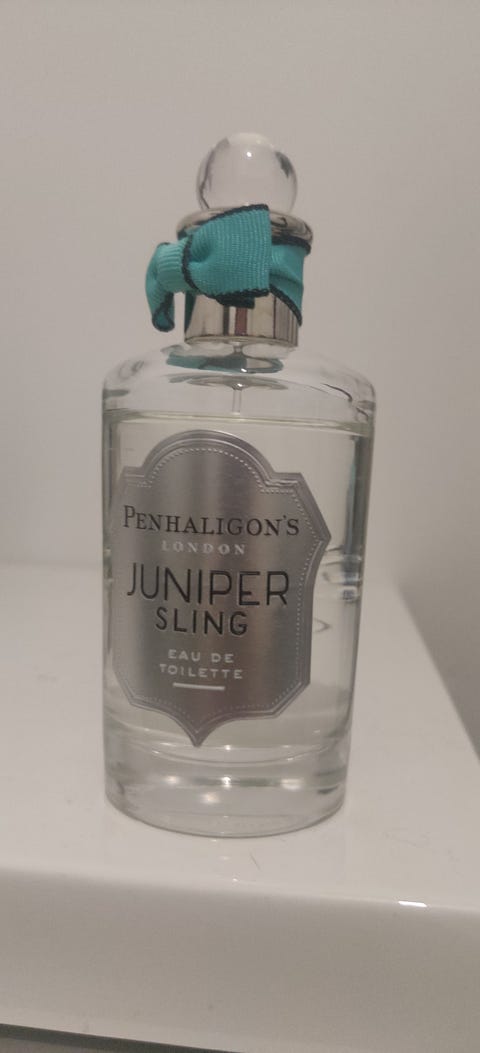 PENHALIGON'S
LONDON
JUNIPER
SLING
EAU DE
TOILETTE